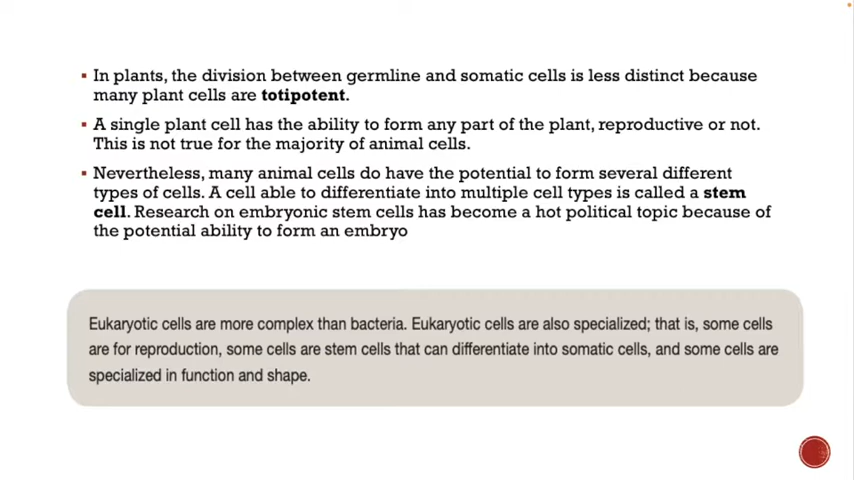 ▪ In plants, the division between germline and somatic cells is less distinct because
many plant cells are totipotent.
▪ A single plant cell has the ability to form any part of the plant, reproductive or not.
This is not true for the majority of animal cells.
▪ Nevertheless, many animal cells do have the potential to form several different
types of cells. A cell able to differentiate into multiple cell types is called a stem
cell. Research on embryonic stem cells has become a hot political topic because of
the potential ability to form an embryo
Eukaryotic cells are more complex than bacteria. Eukaryotic cells are also specialized; that is, some cells
are for reproduction, some cells are stem cells that can differentiate into somatic cells, and some cells are
specialized in function and shape.